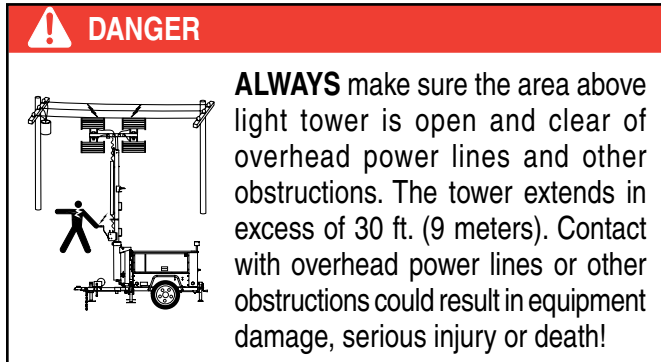 DANGER
ALWAYS make sure the area above
light tower is open and clear of
overhead power lines and other
obstructions. The tower extends in
excess of 30 ft. (9 meters). Contact
with overhead power lines or other
obstructions could result in equipment
damage, serious injury or death!